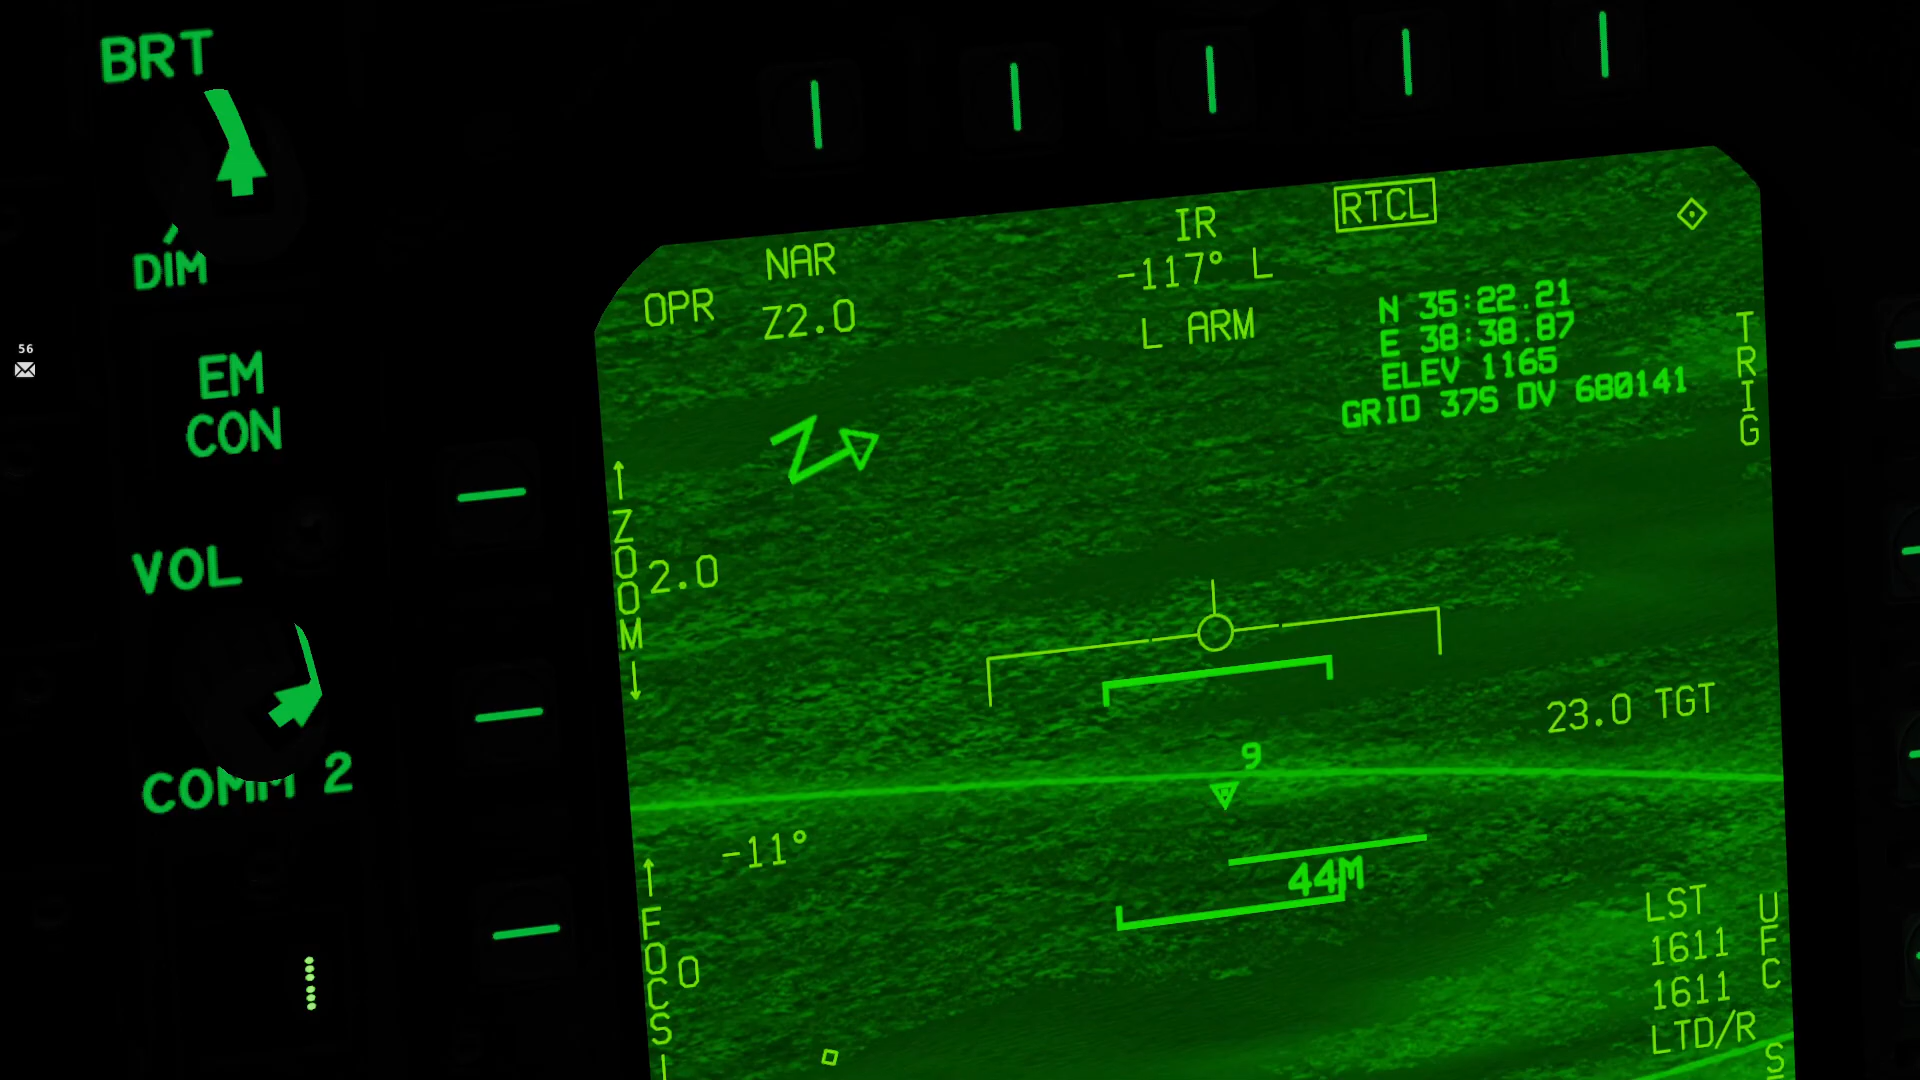 BRT
DIM
56
EM
CON
VOL
COMM 2
OPR
NAR
Z2.0
IR
-117° L
L ARM
RTCL
N 35:22.21
E 38:38.87
ELEV 1165
GRID 37S DV 680141
TRIG
Z
ZOOM
2.0
23.0 TGT
9
-11°
44M
FOCS
0
LST
1611
1611
LTD/R
UFC
S